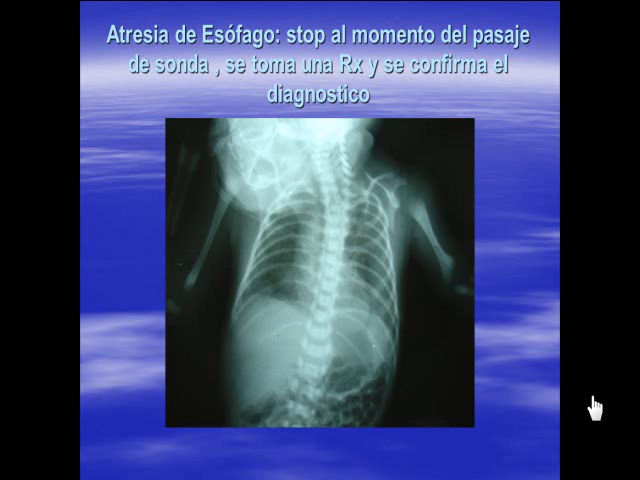 Atresia de Esófago: stop al momento del pasaje
de sonda , se toma una Rx y se confirma el
diagnostico